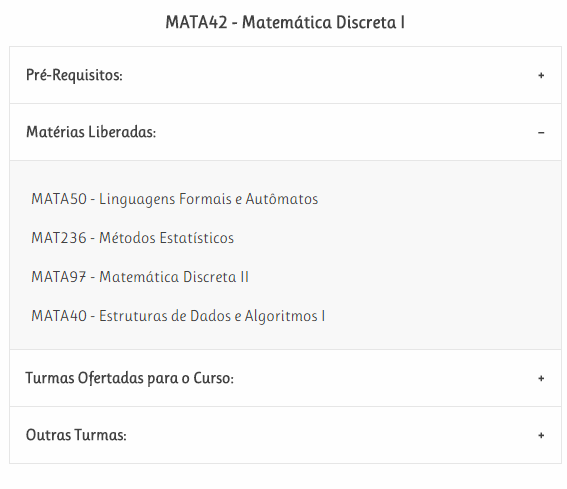 MATA42 - Matemática Discreta I
Pré-Requisitos: +
Matérias Liberadas: –
MATA50 - Linguagens Formais e Autômatos
MAT236 - Métodos Estatísticos
MATA97 - Matemática Discreta II
MATA40 - Estruturas de Dados e Algoritmos I
Turmas Ofertadas para o Curso: +
Outras Turmas: +